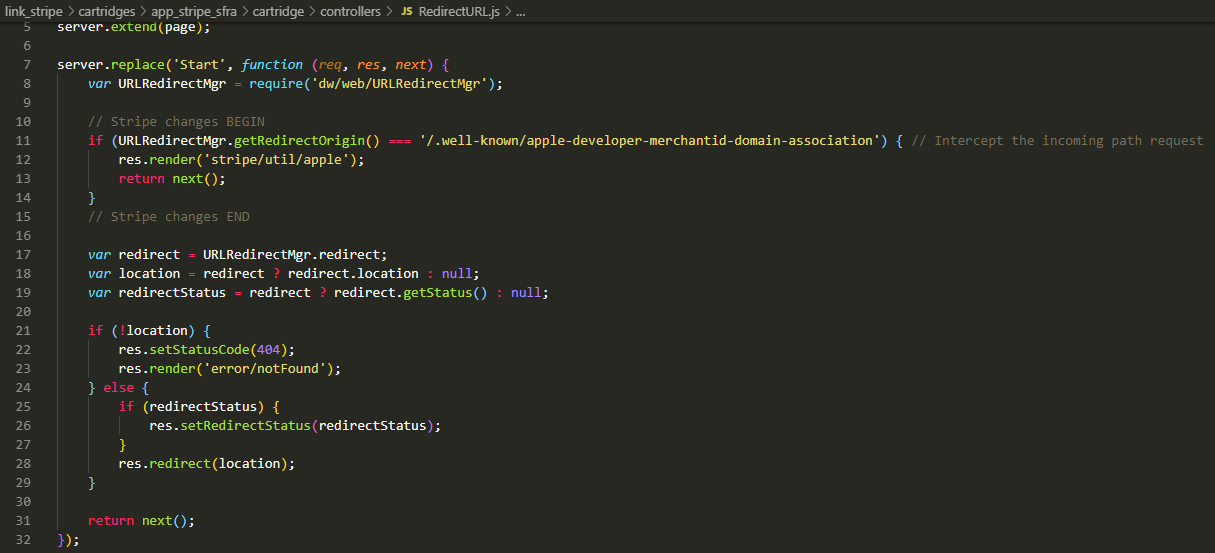 link_stripe > cartridges > app_stripe_sfra > cartridge > controllers > JS RedirectURL.js > ...
5 server.extend(page);
6
7 server.replace('Start', function (req, res, next) {
8     var URLRedirectMgr = require('dw/web/URLRedirectMgr');
9
10     // Stripe changes BEGIN
11     if (URLRedirectMgr.getRedirectOrigin() === '/.well-known/apple-developer-merchantid-domain-association') { // Intercept the incoming path request
12         res.render('stripe/util/apple');
13         return next();
14     }
15     // Stripe changes END
16
17     var redirect = URLRedirectMgr.redirect;
18     var location = redirect ? redirect.location : null;
19     var redirectStatus = redirect ? redirect.getStatus() : null;
20
21     if (!location) {
22         res.setStatusCode(404);
23         res.render('error/notFound');
24     } else {
25         if (redirectStatus) {
26             res.setRedirectStatus(redirectStatus);
27         }
28         res.redirect(location);
29     }
30
31     return next();
32 });